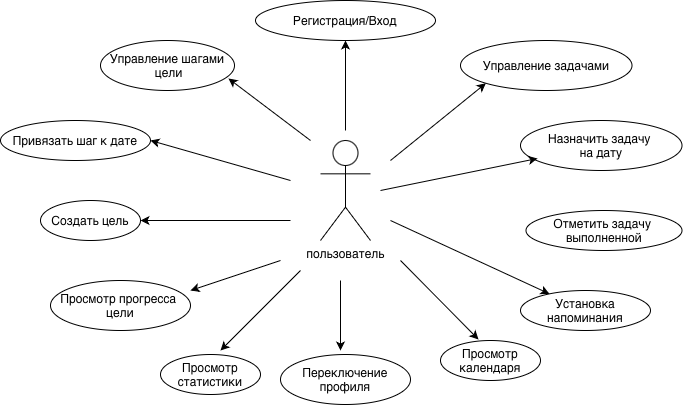 Регистрация/Вход
Управление шагами
цели
Управление задачами
Привязать шаг к дате
Назначить задачу
на дату
Создать цель
Отметить задачу
выполненной
пользователь
Просмотр прогресса
цели
Установка
напоминания
Просмотр
статистики
Переключение
профиля
Просмотр
календаря